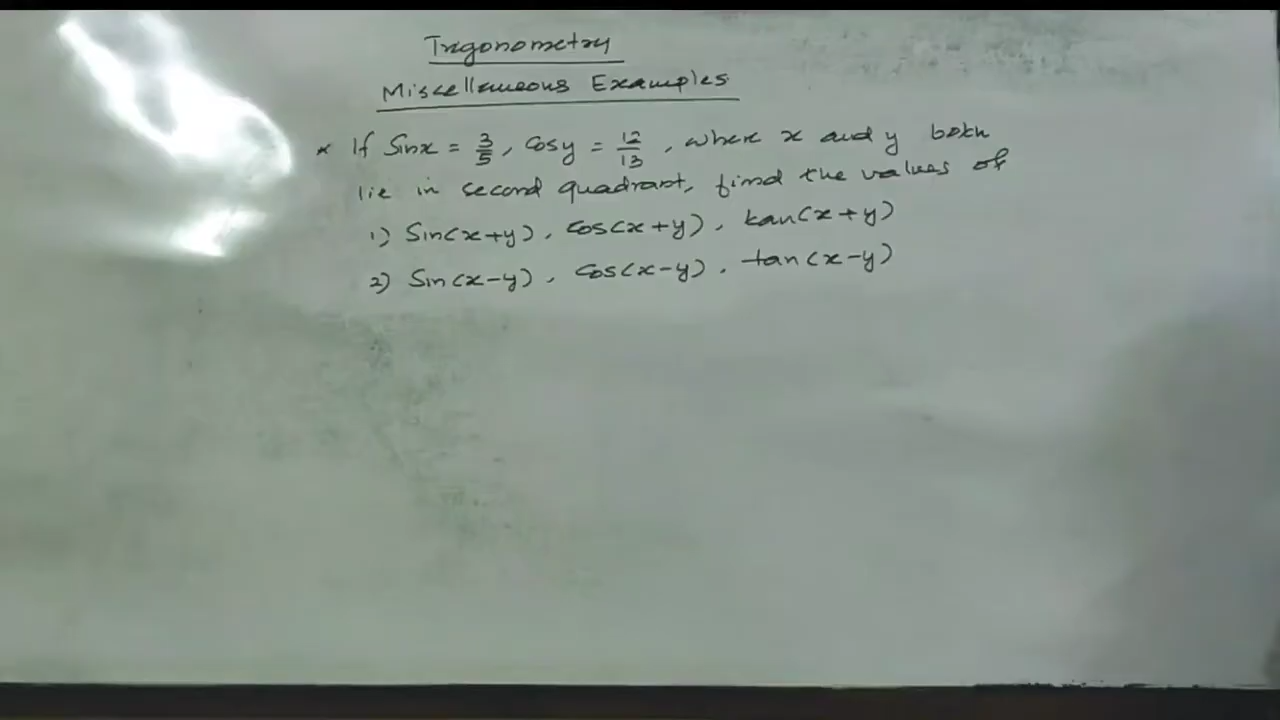 Trigonometry
Miscellaneous Examples
* If Sinx = 3/5, Cosy = 12/13, where x and y both
lie in second quadrant, find the values of
1) Sin(x+y), Cos(x+y), tan(x+y)
2) Sin(x-y), Cos(x-y), tan(x-y)